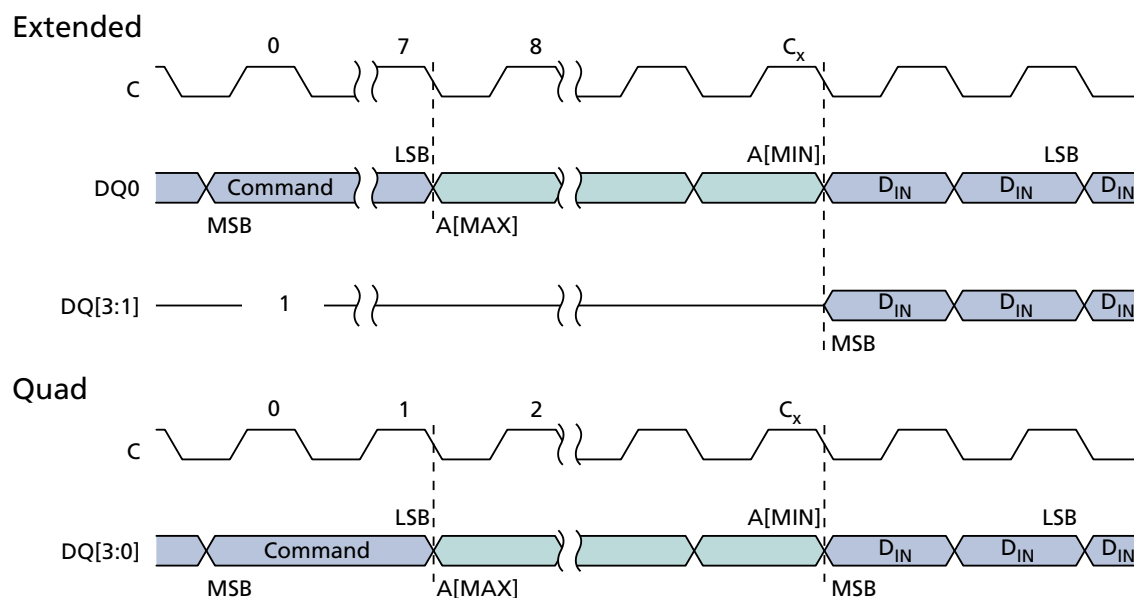 Extended
0 7 8 Cx
C
LSB A[MIN] LSB
DQ0 Command DIN DIN DIN
MSB A[MAX]
DQ[3:1] 1 DIN DIN DIN
MSB
Quad
0 1 2 Cx
C
LSB A[MIN] LSB
DQ[3:0] Command DIN DIN DIN
MSB A[MAX] MSB